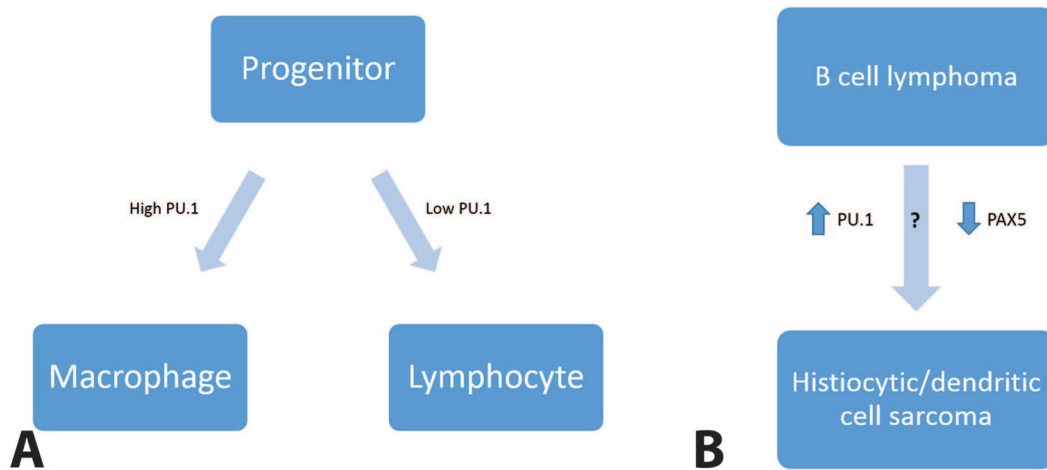 Progenitor
High PU.1
Low PU.1
Macrophage
Lymphocyte
A
B cell lymphoma
PU.1
?
PAX5
Histiocytic/dendritic
cell sarcoma
B